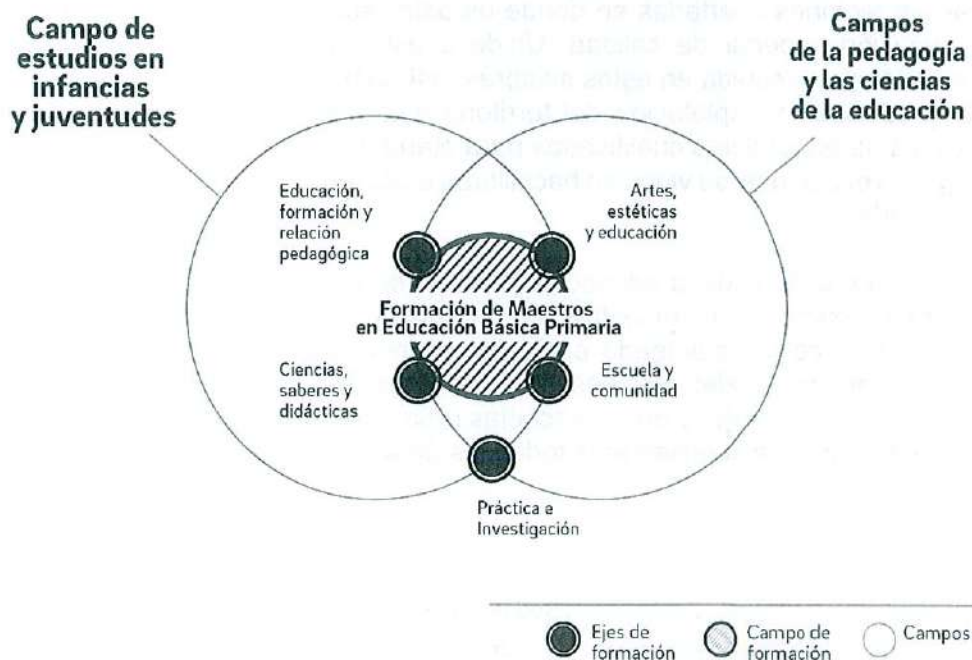 Campo de
estudios en
infancias
y juventudes
Campos
de la pedagogía
y las ciencias
de la educación
Educación,
formación y
relación
pedagógica
Artes,
estéticas
y educación
Formación de Maestros
en Educación Básica Primaria
Ciencias,
saberes y
didácticas
Escuela y
comunidad
Práctica e
Investigación
Ejes de
formación
Campo de
formación
Campos